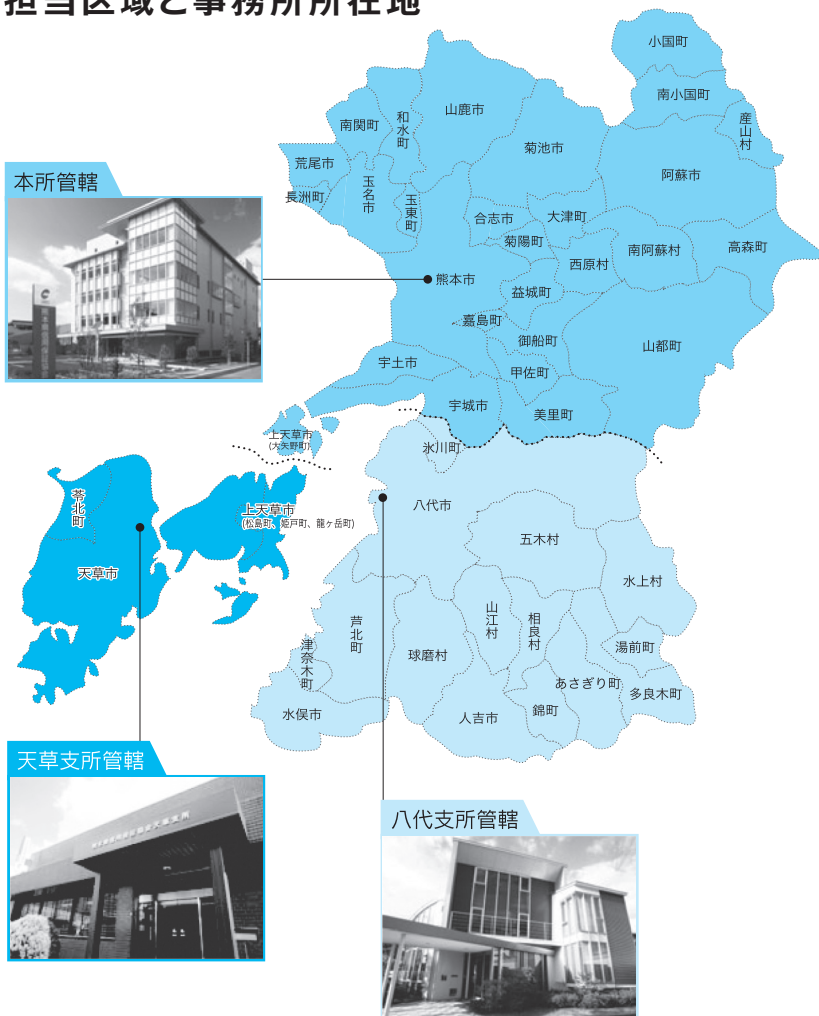 担当区域と事務所所在地
小国町
南小国町
産山村
山鹿市
和水町
南関町
菊池市
荒尾市
阿蘇市
玉名市
本所管轄
長洲町
玉東町
合志市
大津町
菊陽町
南阿蘇村
高森町
西原村
熊本市
益城町
嘉島町
御船町
山都町
宇土市
甲佐町
宇城市
美里町
上天草市
(大矢野町)
氷川町
苓北町
八代市
上天草市
(松島町、姫戸町、龍ヶ岳町)
五木村
天草市
水上村
山江村
相良村
芦北町
津奈木町
球磨村
湯前町
あさぎり町
多良木町
水俣市
人吉市
錦町
天草支所管轄
八代支所管轄